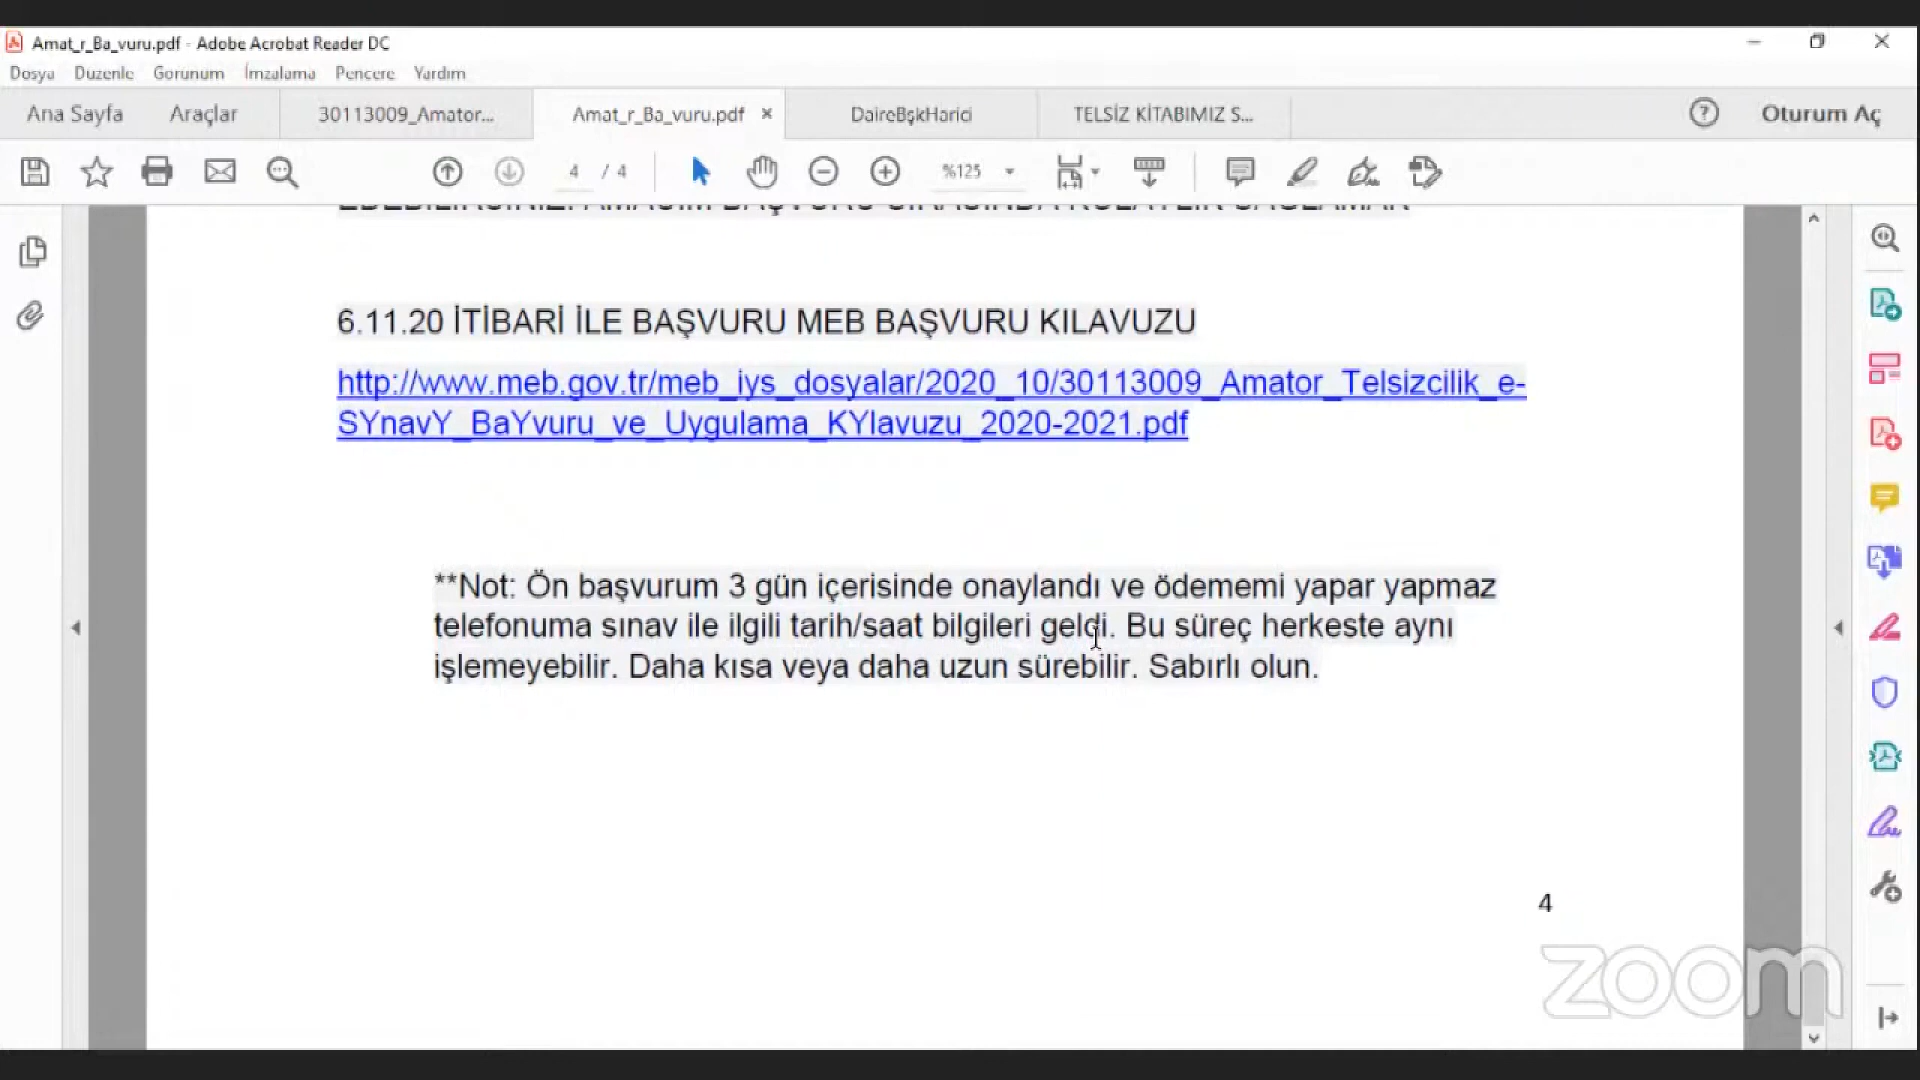 Amat_r_Ba_vuru.pdf - Adobe Acrobat Reader DC
Dosya Düzenle Görünüm İmzalama Pencere Yardım
Ana Sayfa Araçlar 30113009_Amator... Amat_r_Ba_vuru.pdf × DaireBşkHarici TELSİZ KİTABIMIZ S... ? Oturum Aç
4 / 4 %125
6.11.20 İTİBARİ İLE BAŞVURU MEB BAŞVURU KILAVUZU
http://www.meb.gov.tr/meb_iys_dosyalar/2020_10/30113009_Amator_Telsizcilik_e-
SYnavY_BaYvuru_ve_Uygulama_KYlavuzu_2020-2021.pdf
**Not: Ön başvurum 3 gün içerisinde onaylandı ve ödememi yapar yapmaz
telefonuma sınav ile ilgili tarih/saat bilgileri geldi. Bu süreç herkeste aynı
işlemeyebilir. Daha kısa veya daha uzun sürebilir. Sabırlı olun.
4
zoom